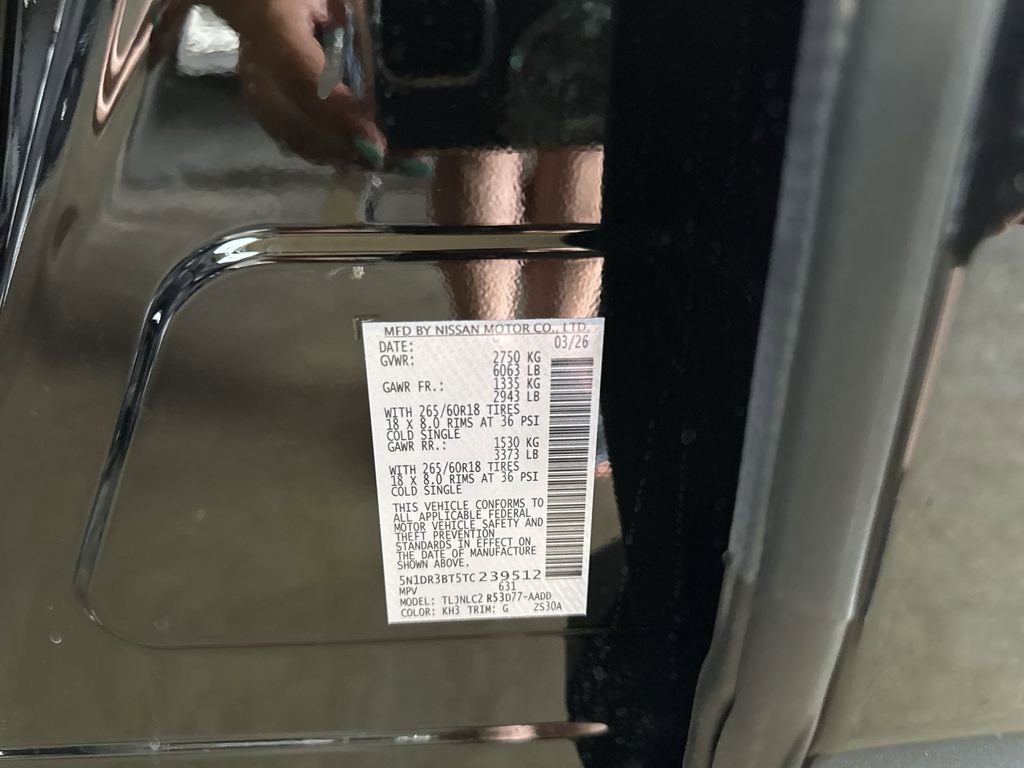 MFD BY NISSAN MOTOR CO., LTD.
DATE: 03/26
GVWR: 2750 KG
6063 LB
GAWR FR.: 1335 KG
2943 LB
WITH 265/60R18 TIRES
18 X 8.0 RIMS AT 36 PSI
COLD SINGLE
GAWR RR.: 1530 KG
3373 LB
WITH 265/60R18 TIRES
18 X 8.0 RIMS AT 36 PSI
COLD SINGLE
THIS VEHICLE CONFORMS TO
ALL APPLICABLE FEDERAL
MOTOR VEHICLE SAFETY AND
THEFT PREVENTION
STANDARDS IN EFFECT ON
THE DATE OF MANUFACTURE
SHOWN ABOVE.
5N1DR3BT5TC239512
MPV 631
MODEL: TLJNLC2 R53D77-AADD
COLOR: KH3 TRIM: G ZS30A